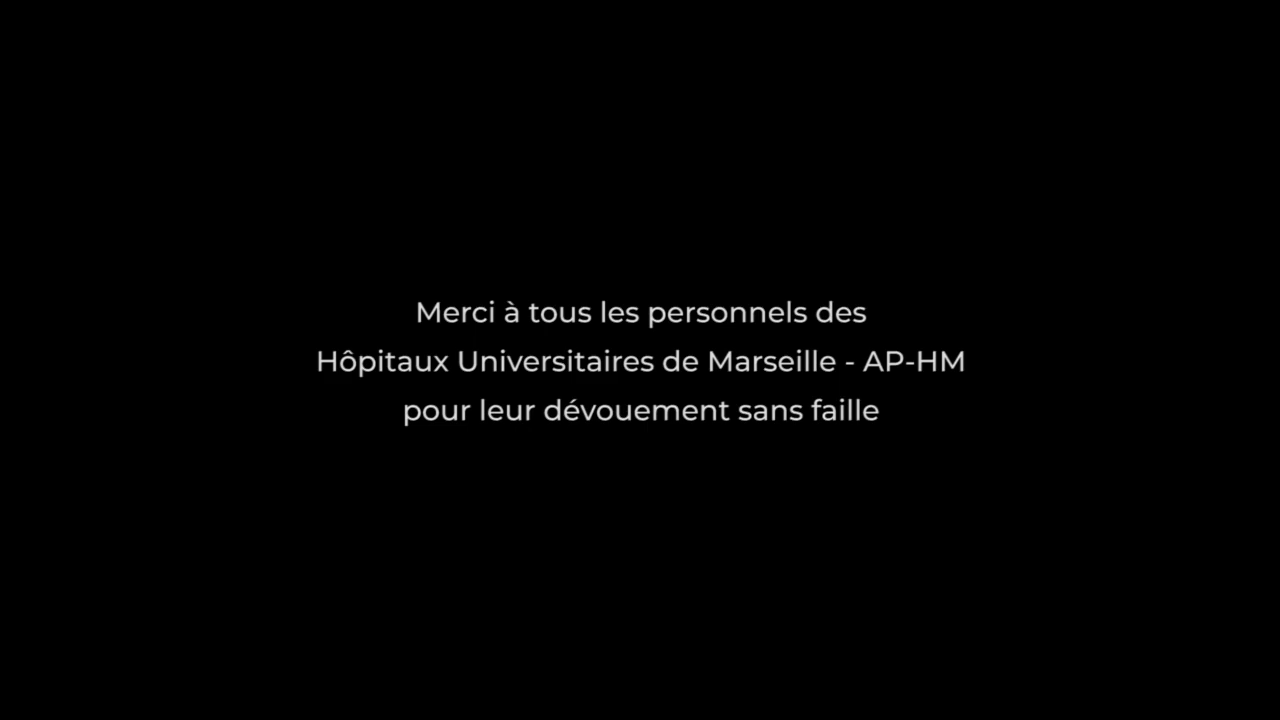 Merci à tous les personnels des
Hôpitaux Universitaires de Marseille - AP-HM
pour leur dévouement sans faille